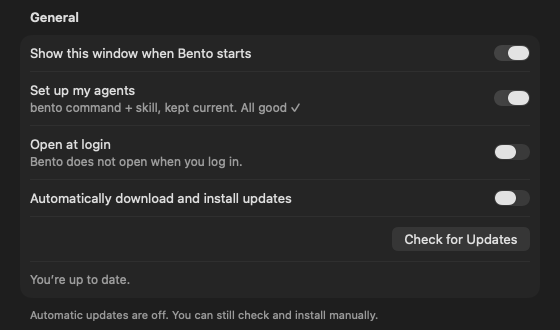 General
Show this window when Bento starts
Set up my agents
bento command + skill, kept current. All good ✓
Open at login
Bento does not open when you log in.
Automatically download and install updates
Check for Updates
You’re up to date.
Automatic updates are off. You can still check and install manually.